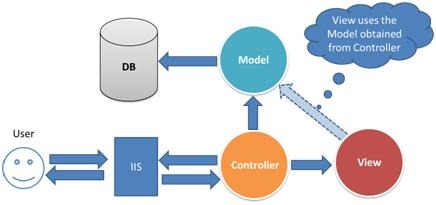 View uses the
Model obtained
from Controller
DB
Model
User
IIS
Controller
View